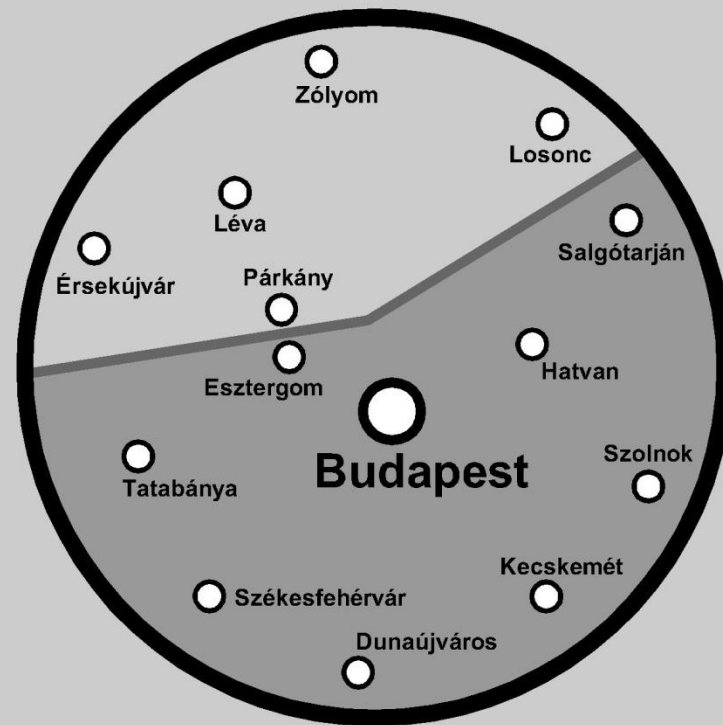 Zólyom
Losonc
Léva
Salgótarján
Érsekújvár
Párkány
Esztergom
Hatvan
Budapest
Szolnok
Tatabánya
Kecskemét
Székesfehérvár
Dunaújváros